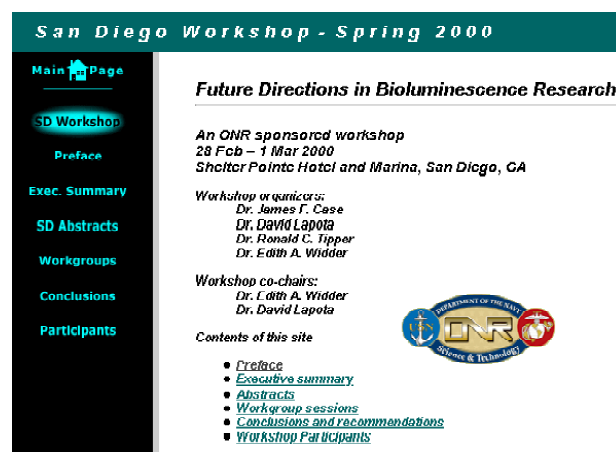 San Diego Workshop - Spring 2000
Main Page
SD Workshop
Preface
Exec. Summary
SD Abstracts
Workgroups
Conclusions
Participants
Future Directions in Bioluminescence Research
An ONR sponsored workshop
28 Feb – 1 Mar 2000
Shelter Pointe Hotel and Marina, San Diego, CA
Workshop organizers:
Dr. James F. Case
Dr. David Lapota
Dr. Ronald C. Tipper
Dr. Edith A. Widder
Workshop co-chairs:
Dr. Edith A. Widder
Dr. David Lapota
Contents of this site
Preface
Executive summary
Abstracts
Workgroup sessions
Conclusions and recommendations
Workshop Participants
DEPARTMENT OF THE NAVY
USN
ONR
Science & Technology